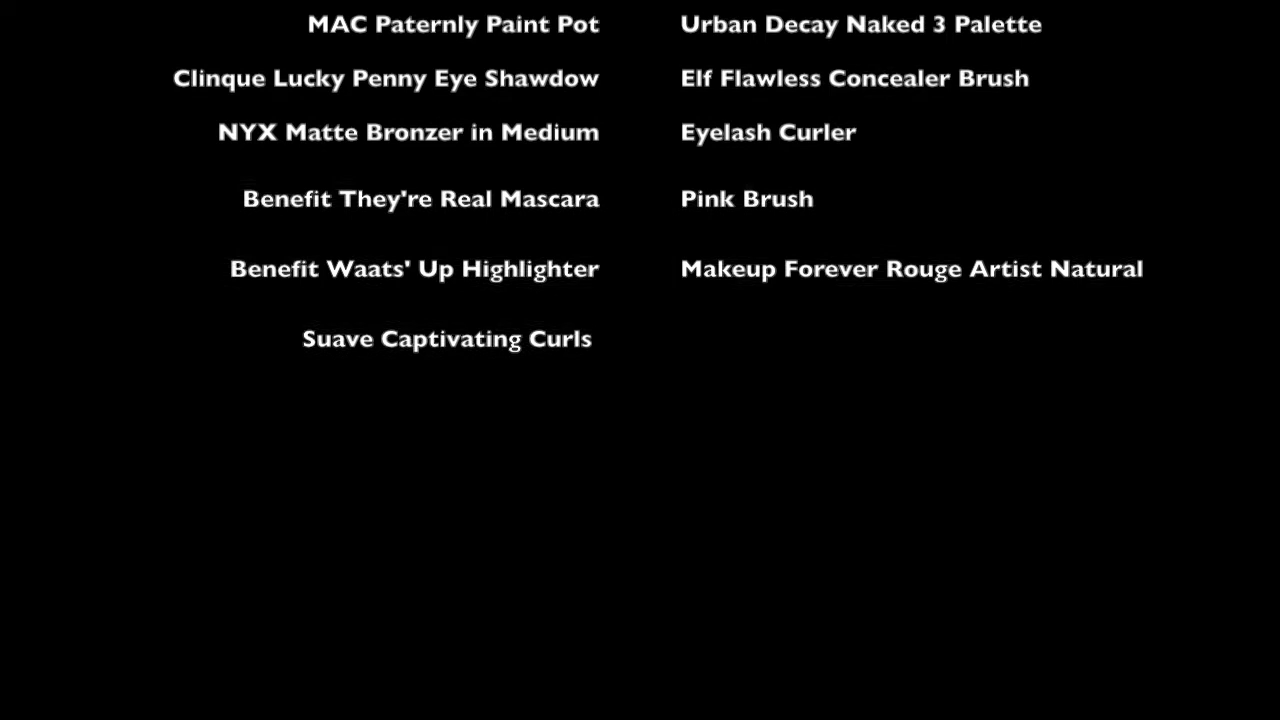 MAC Paternly Paint Pot Urban Decay Naked 3 Palette
Clinque Lucky Penny Eye Shawdow Elf Flawless Concealer Brush
NYX Matte Bronzer in Medium Eyelash Curler
Benefit They're Real Mascara Pink Brush
Benefit Waats' Up Highlighter Makeup Forever Rouge Artist Natural
Suave Captivating Curls